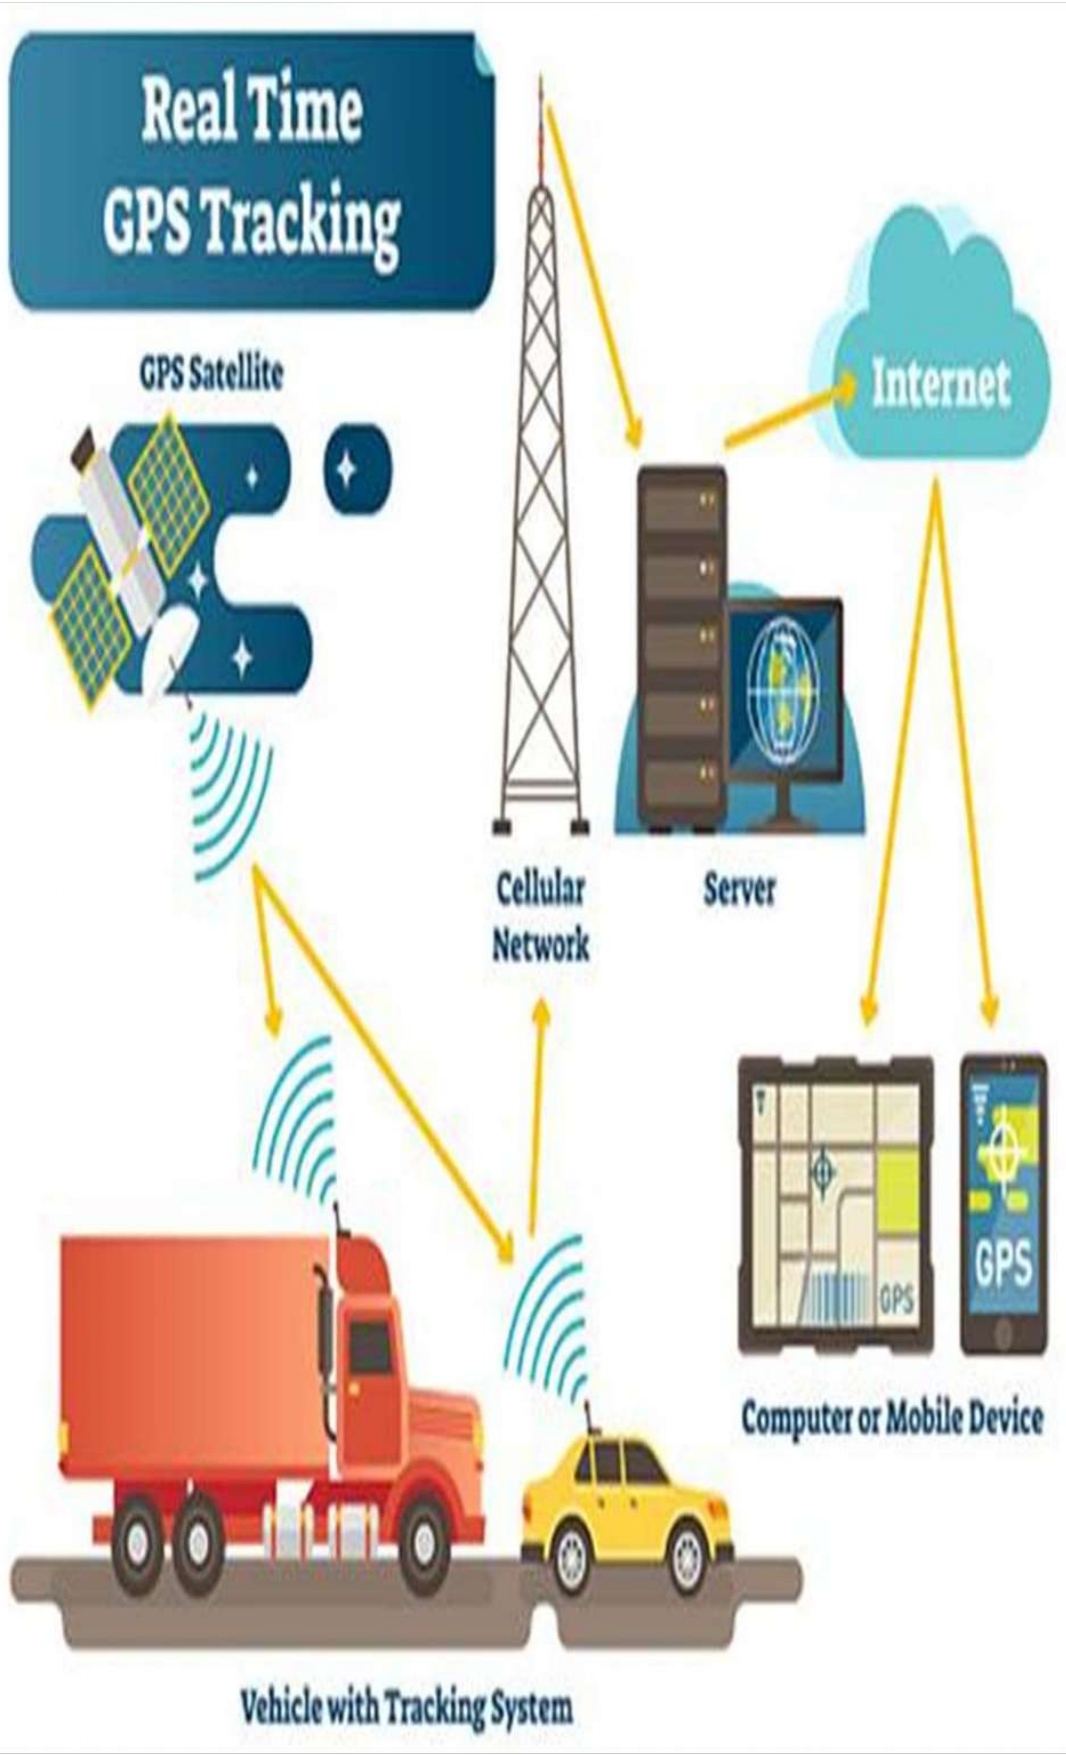 Real Time
GPS Tracking
GPS Satellite
Internet
Cellular
Network
Server
GPS
GPS
Computer or Mobile Device
Vehicle with Tracking System